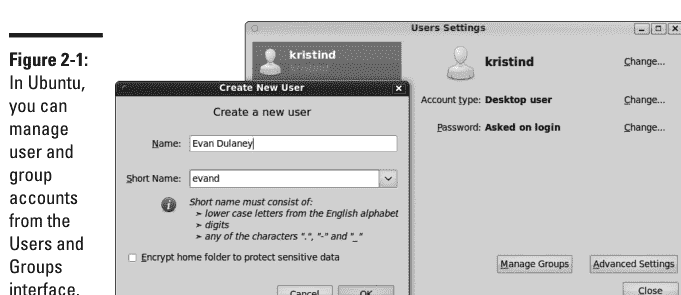 Figure 2-1:
In Ubuntu,
you can
manage
user and
group
accounts
from the
Users and
Groups
interface.
Users Settings
kristind
kristind
Change...
Account type: Desktop user
Change...
Password: Asked on login
Change...
Manage Groups
Advanced Settings
Close
Create New User
Create a new user
Name: Evan Dulaney
Short Name: evand
Short name must consist of:
➢ lower case letters from the English alphabet
➢ digits
➢ any of the characters ".", "-" and "_"
Encrypt home folder to protect sensitive data
Cancel
OK